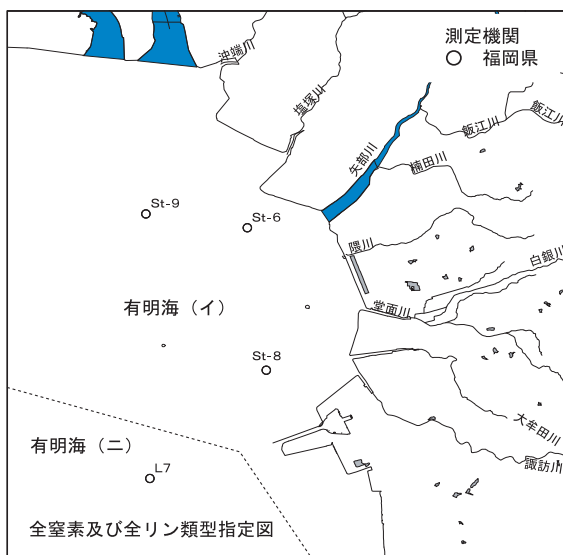 測定機関
○ 福岡県
沖端川
塩塚川
矢部川
飯江川
飯江川
楠田川
St-9
St-6
隈川
白銀川
有明海（イ）
堂面川
St-8
大牟田川
有明海（ニ）
諏訪川
L7
全窒素及び全リン類型指定図